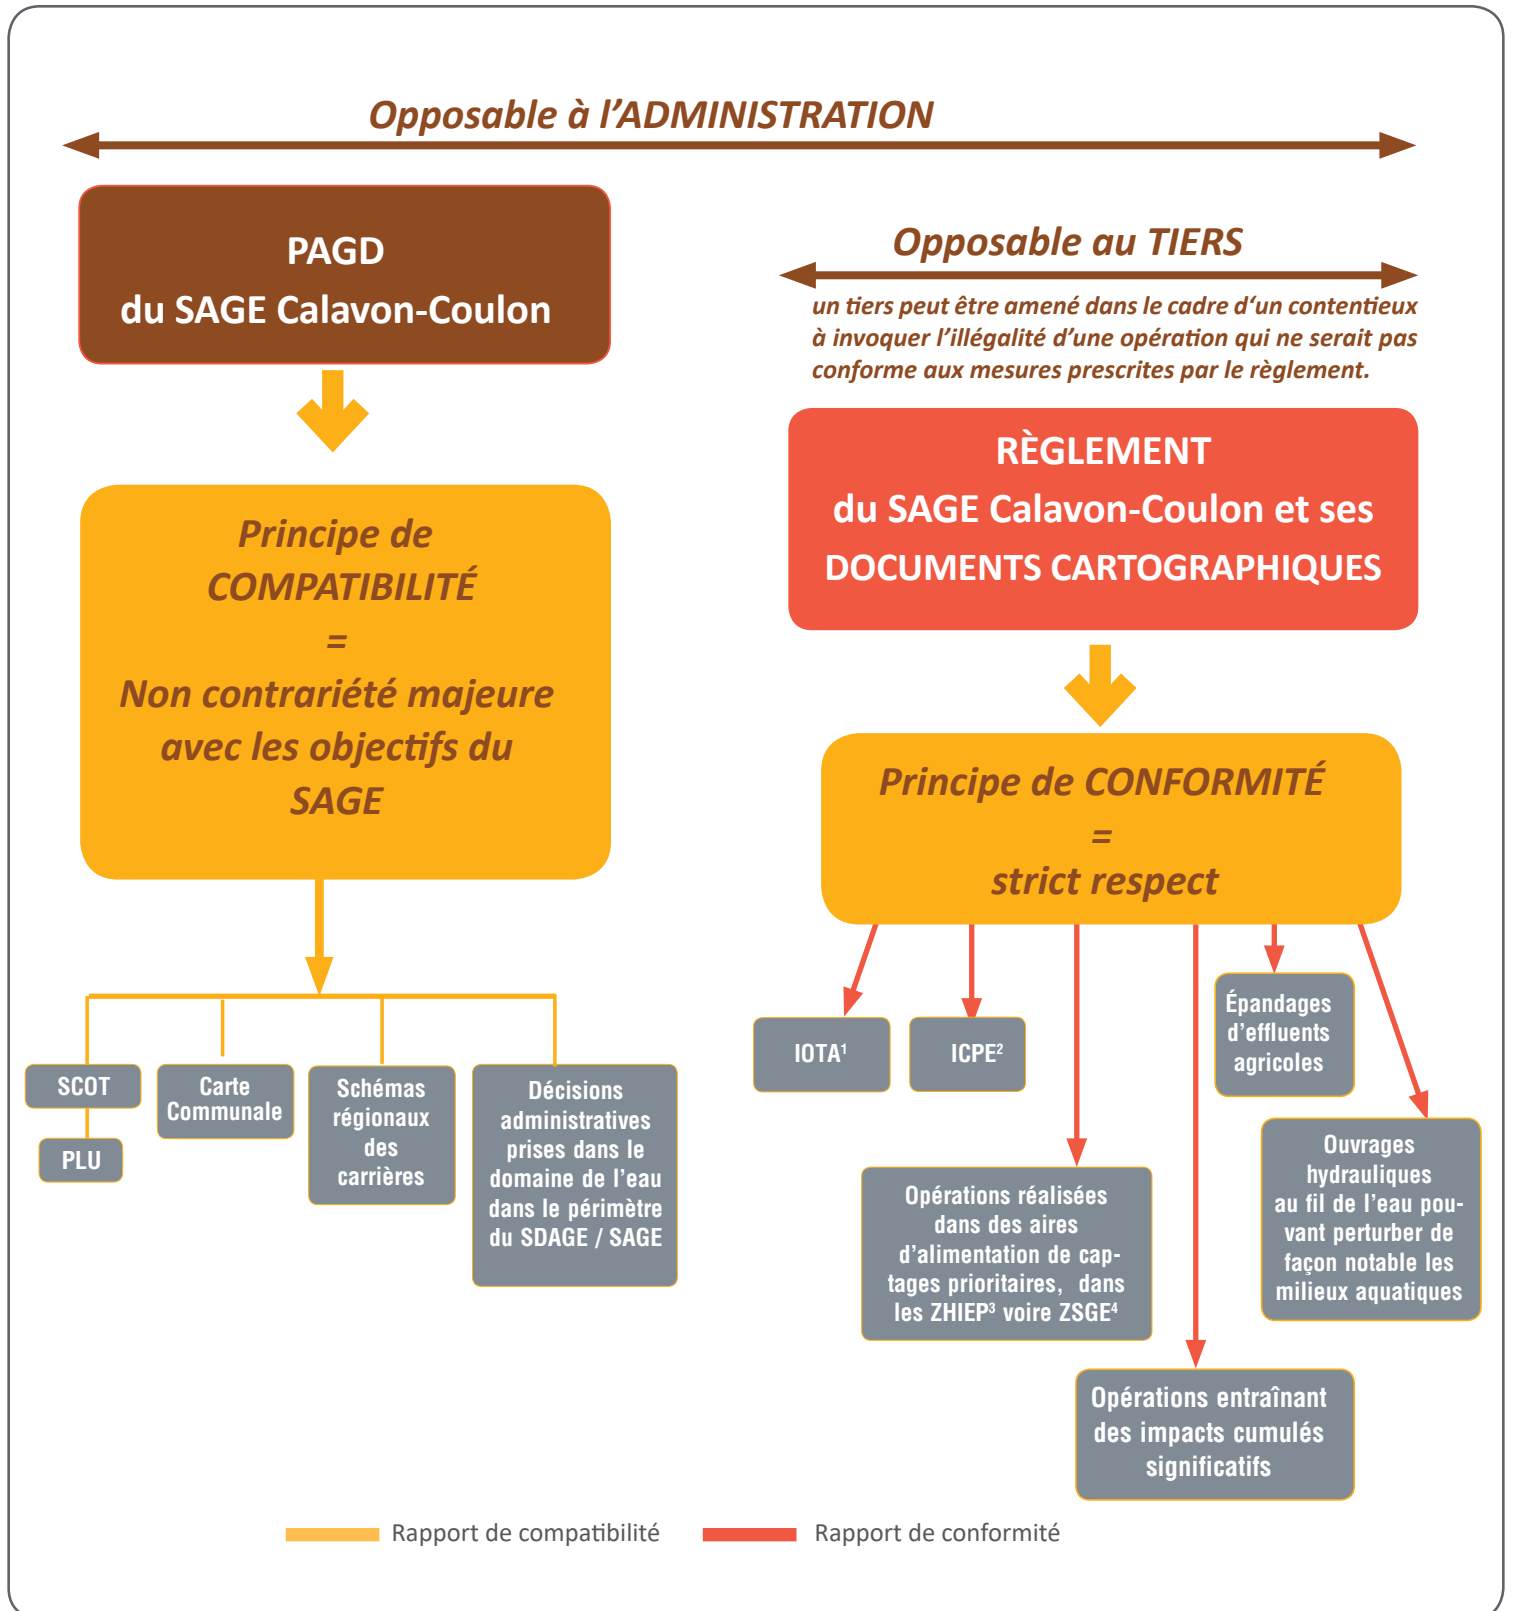 Opposable à l’ADMINISTRATION
PAGD
du SAGE Calavon-Coulon
Opposable au TIERS
un tiers peut être amené dans le cadre d‘un contentieux
à invoquer l’illégalité d’une opération qui ne serait pas
conforme aux mesures prescrites par le règlement.
RÈGLEMENT
du SAGE Calavon-Coulon et ses
DOCUMENTS CARTOGRAPHIQUES
Principe de
COMPATIBILITÉ
=
Non contrariété majeure
avec les objectifs du
SAGE
Principe de CONFORMITÉ
=
strict respect
SCOT
PLU
Carte
Communale
Schémas
régionaux
des
carrières
Décisions
administratives
prises dans le
domaine de l’eau
dans le périmètre
du SDAGE / SAGE
IOTA¹
ICPE²
Épandages
d’effluents
agricoles
Opérations réalisées
dans des aires
d’alimentation de cap-
tages prioritaires, dans
les ZHIEP³ voire ZSGE⁴
Ouvrages
hydrauliques
au fil de l’eau pou-
vant perturber de
façon notable les
milieux aquatiques
Opérations entraînant
des impacts cumulés
significatifs
Rapport de compatibilité
Rapport de conformité